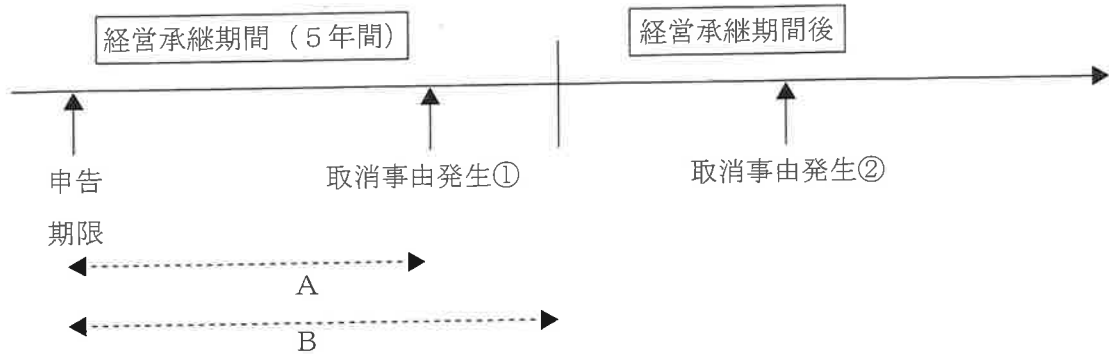 経営承継期間（５年間）
経営承継期間後
申告
期限
取消事由発生①
取消事由発生②
Ａ
Ｂ